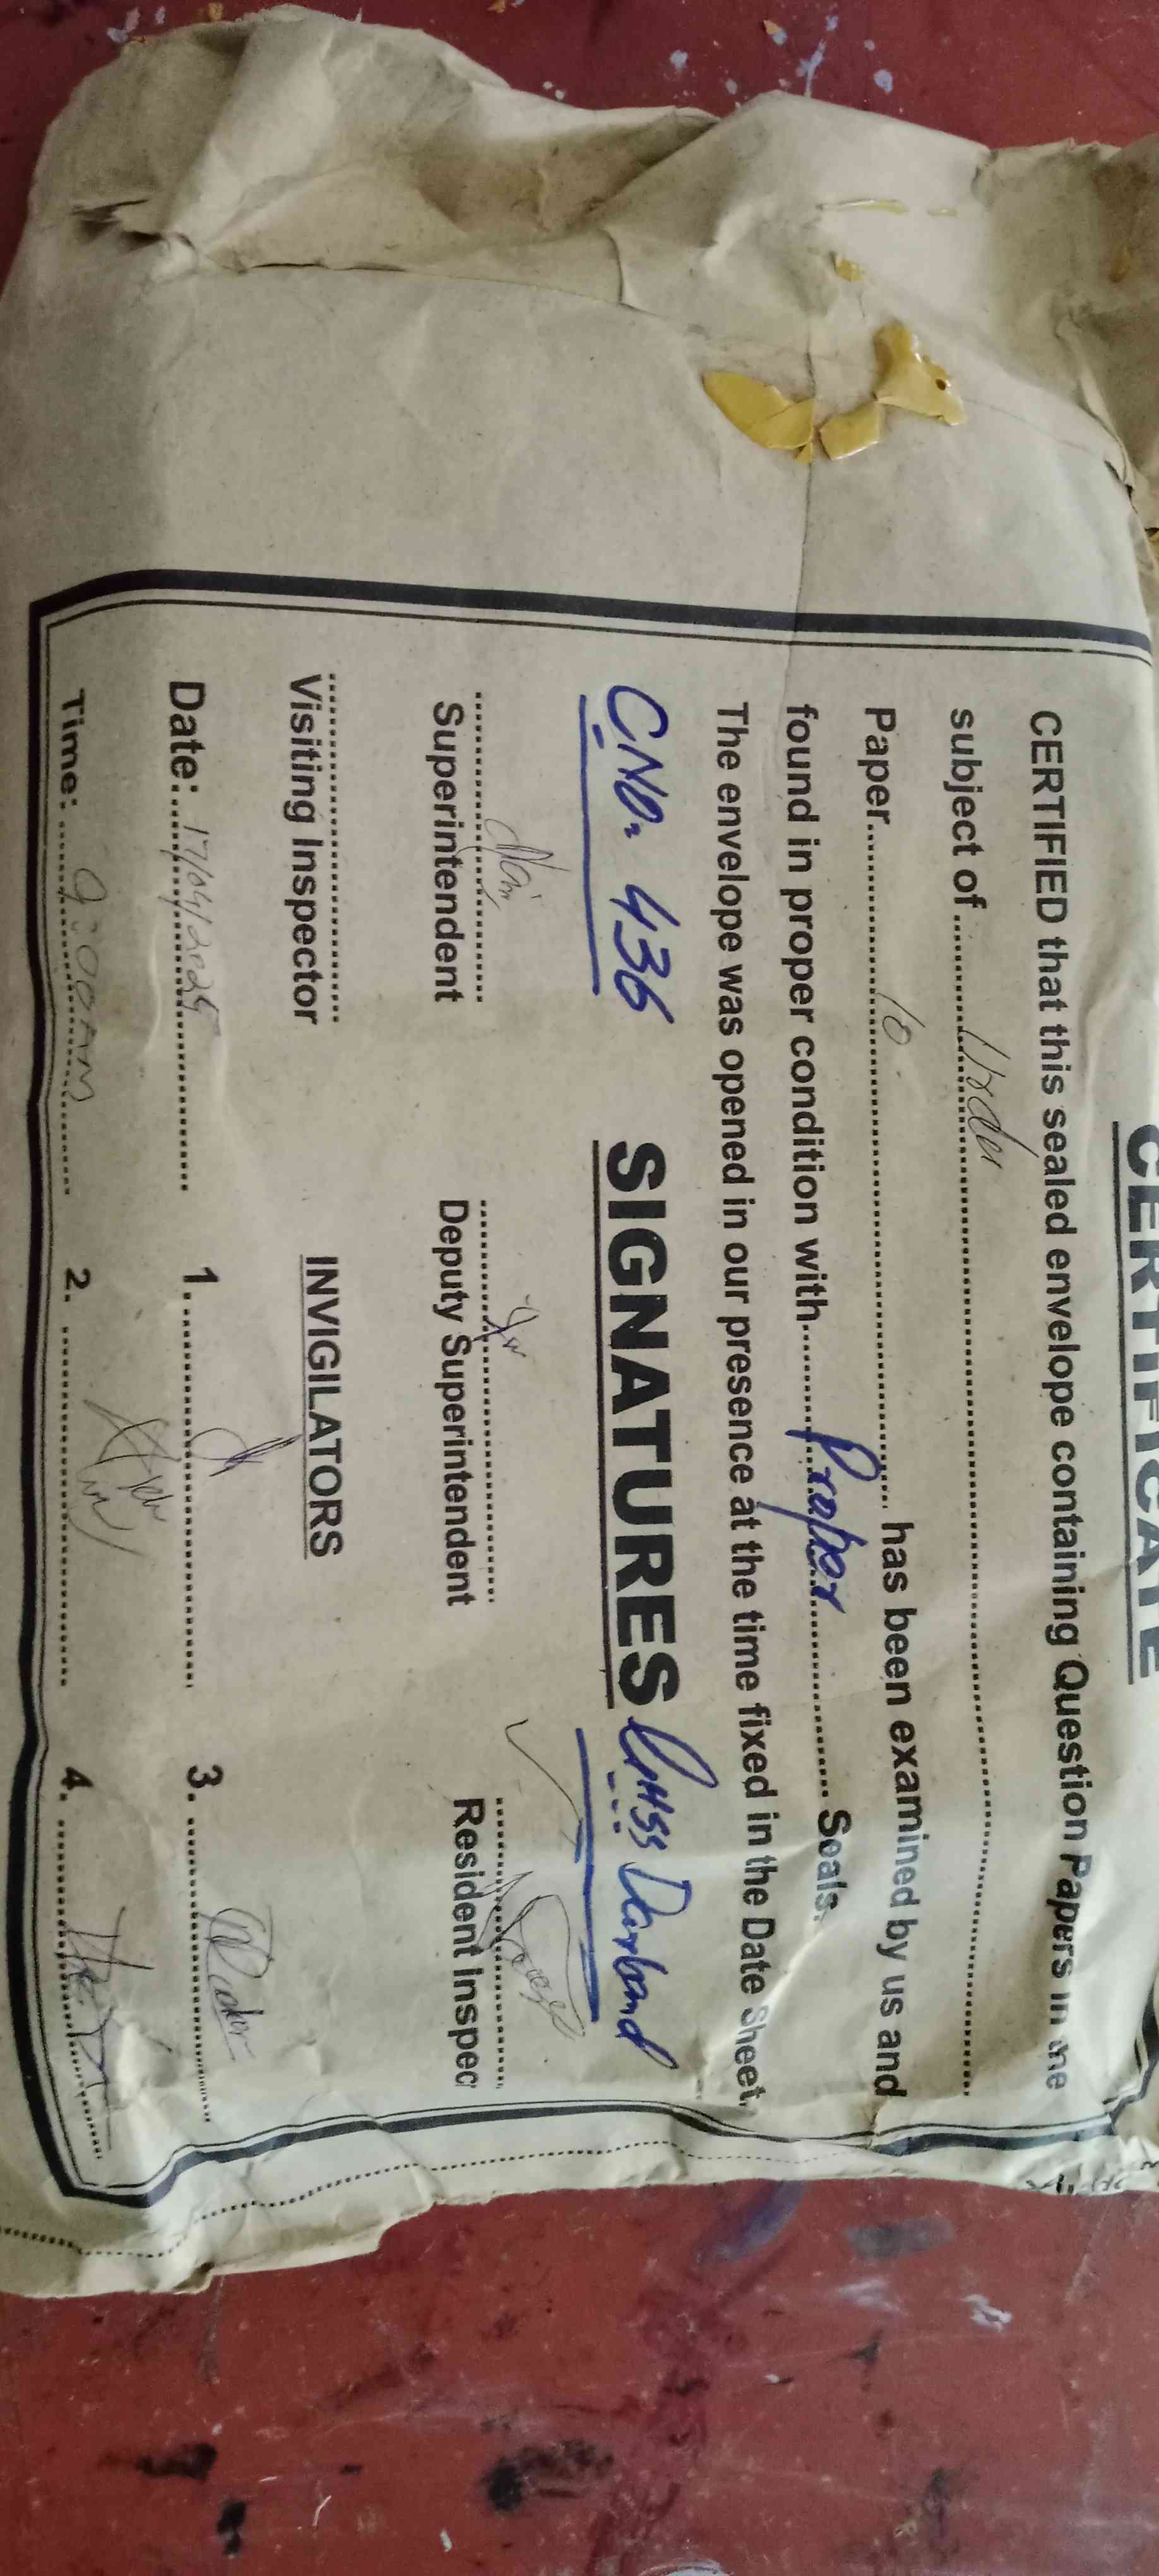 CERTIFICATE
CERTIFIED that this sealed envelope containing Question Papers in the
subject of.......Urdu.......
Paper.......10....... has been examined by us and
found in proper condition with.......Proper....... Seals.
The envelope was opened in our presence at the time fixed in the Date Sheet.
C.No. 436 SIGNATURES GHSS Darband
Superintendent Deputy Superintendent Resident Inspec
Visiting Inspector INVIGILATORS
Date:....17/04/2025.... 1. 3.
Time: ....9:00AM.... 2. 4.